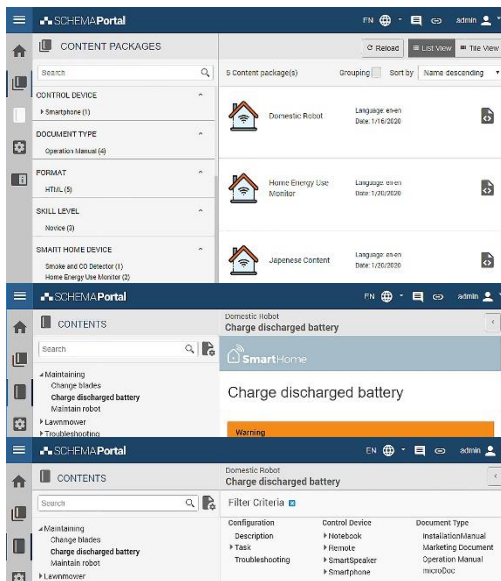 SCHEMAPortal
EN
admin
CONTENT PACKAGES
Reload
List View
Tile View
Search
5 Content package(s)
Grouping
Sort by
Name descending
CONTROL DEVICE
Smartphone (1)
DOCUMENT TYPE
Operation Manual (4)
FORMAT
HTML (5)
SKILL LEVEL
Novice (3)
SMART HOME DEVICE
Smoke and CO Detector (1)
Home Energy Use Monitor (2)
Domestic Robot
Language: en-en
Date: 1/16/2020
Home Energy Use
Monitor
Language: en-en
Date: 1/20/2020
Japenese Content
Language: en-en
Date: 1/20/2020
SCHEMAPortal
EN
admin
CONTENTS
Search
Maintaining
Change blades
Charge discharged battery
Maintain robot
Lawnmower
Troubleshooting
Domestic Robot
Charge discharged battery
SmartHome
Charge discharged battery
Warning
SCHEMAPortal
EN
admin
CONTENTS
Search
Maintaining
Change blades
Charge discharged battery
Maintain robot
Lawnmower
Domestic Robot
Charge discharged battery
Filter Criteria
Configuration
Description
Task
Troubleshooting
Control Device
Notebook
Remote
SmartSpeaker
Smartphone
Document Type
InstallationManual
Marketing Document
Operation Manual
microDoc